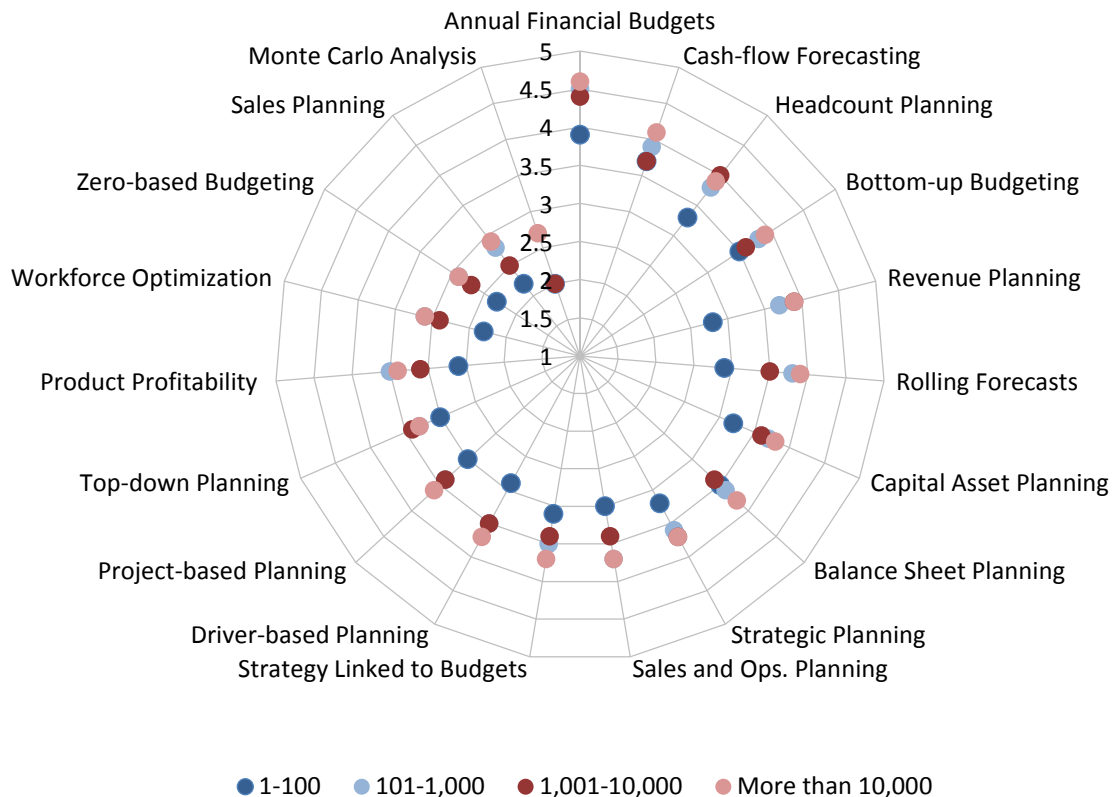 Annual Financial Budgets
Monte Carlo Analysis
Cash-flow Forecasting
Sales Planning
Headcount Planning
Zero-based Budgeting
Bottom-up Budgeting
Workforce Optimization
Revenue Planning
Product Profitability
Rolling Forecasts
Top-down Planning
Capital Asset Planning
Project-based Planning
Balance Sheet Planning
Driver-based Planning
Strategic Planning
Strategy Linked to Budgets
Sales and Ops. Planning
5
4.5
4
3.5
3
2.5
2
1.5
1
1-100
101-1,000
1,001-10,000
More than 10,000